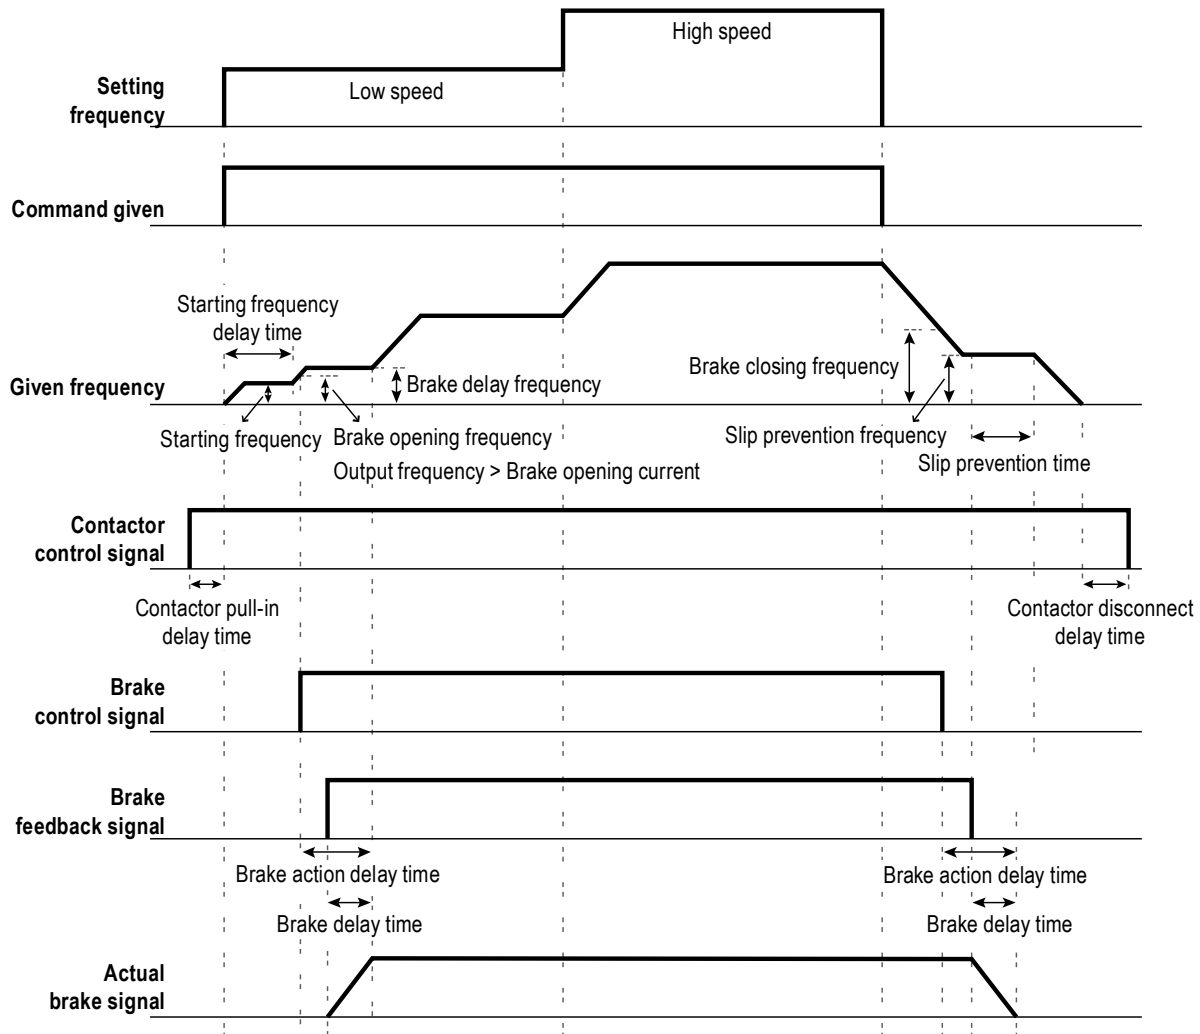 High speed
Setting
frequency
Low speed
Command given
Starting frequency
delay time
Given frequency
Brake delay frequency
Brake closing frequency
Starting frequency
Brake opening frequency
Output frequency > Brake opening current
Slip prevention frequency
Slip prevention time
Contactor
control signal
Contactor pull-in
delay time
Contactor disconnect
delay time
Brake
control signal
Brake
feedback signal
Brake action delay time
Brake action delay time
Brake delay time
Brake delay time
Actual
brake signal